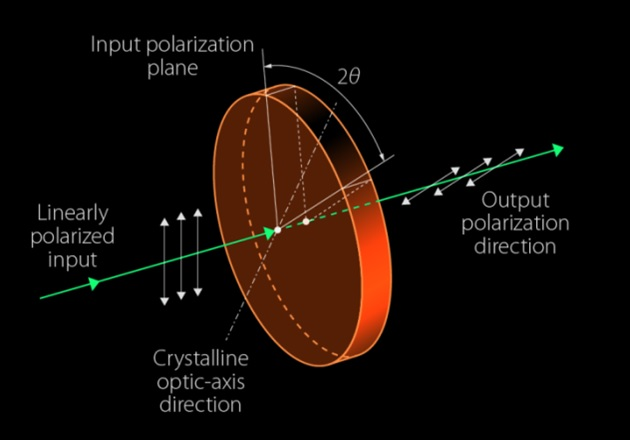 Input polarization
plane
2θ
Linearly
polarized
input
Output
polarization
direction
Crystalline
optic-axis
direction